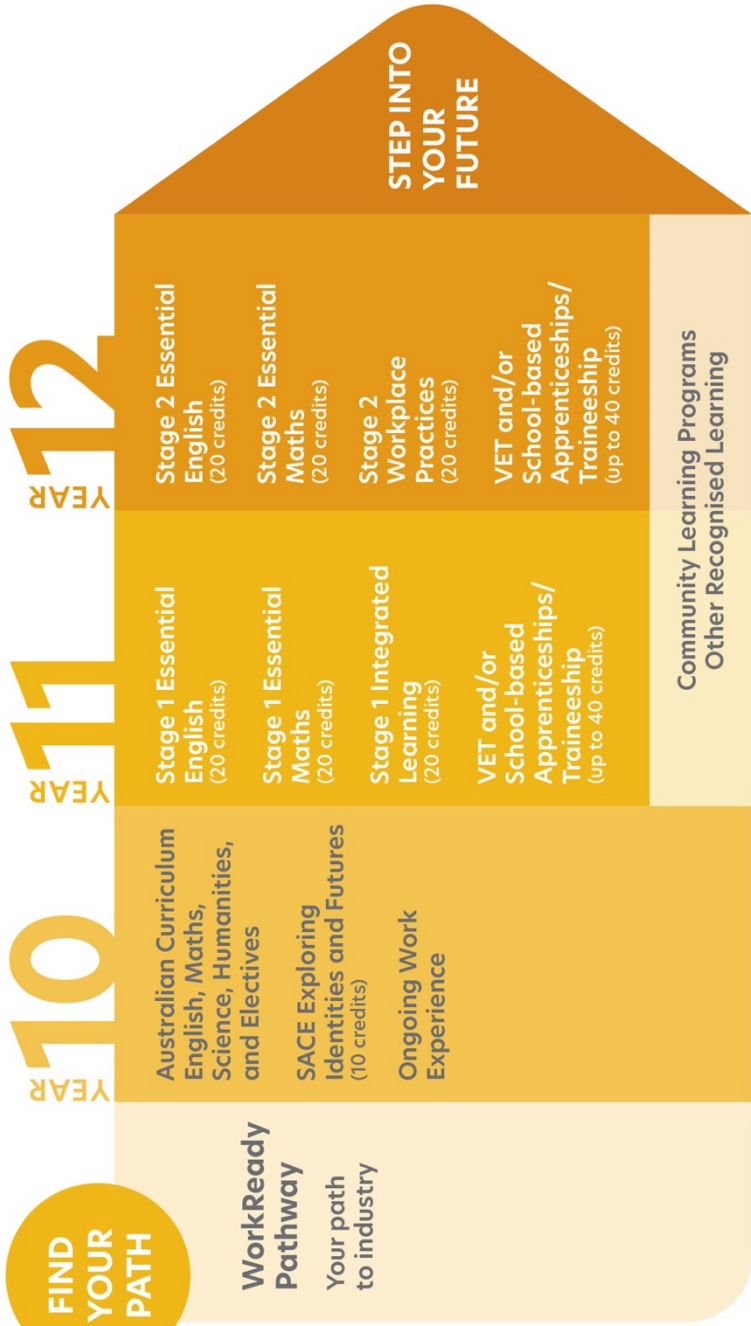 FIND
YOUR
PATH
WorkReady
Pathway
Your path
to industry
YEAR 10
Australian Curriculum
English, Maths,
Science, Humanities,
and Electives
SACE Exploring
Identities and Futures
(10 credits)
Ongoing Work
Experience
YEAR 11
Stage 1 Essential
English
(20 credits)
Stage 1 Essential
Maths
(20 credits)
Stage 1 Integrated
Learning
(20 credits)
VET and/or
School-based
Apprenticeships/
Traineeship
(up to 40 credits)
YEAR 12
Stage 2 Essential
English
(20 credits)
Stage 2 Essential
Maths
(20 credits)
Stage 2
Workplace
Practices
(20 credits)
VET and/or
School-based
Apprenticeships/
Traineeship
(up to 40 credits)
Community Learning Programs
Other Recognised Learning
STEP INTO
YOUR
FUTURE